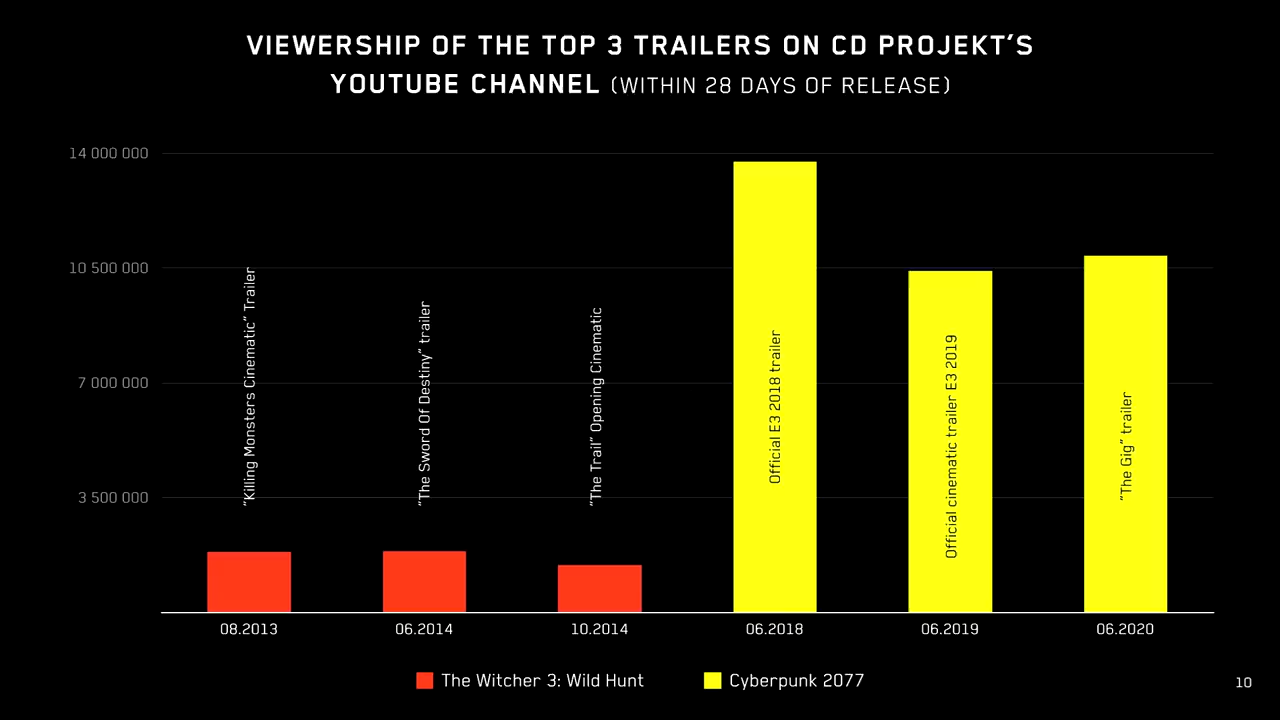 VIEWERSHIP OF THE TOP 3 TRAILERS ON CD PROJEKT'S
YOUTUBE CHANNEL (WITHIN 28 DAYS OF RELEASE)
14 000 000
10 500 000
7 000 000
3 500 000
"Killing Monsters Cinematic" Trailer
"The Sword Of Destiny" trailer
"The Trail" Opening Cinematic
Official E3 2018 trailer
Official cinematic trailer E3 2019
"The Gig" trailer
08.2013
06.2014
10.2014
06.2018
06.2019
06.2020
The Witcher 3: Wild Hunt
Cyberpunk 2077
10